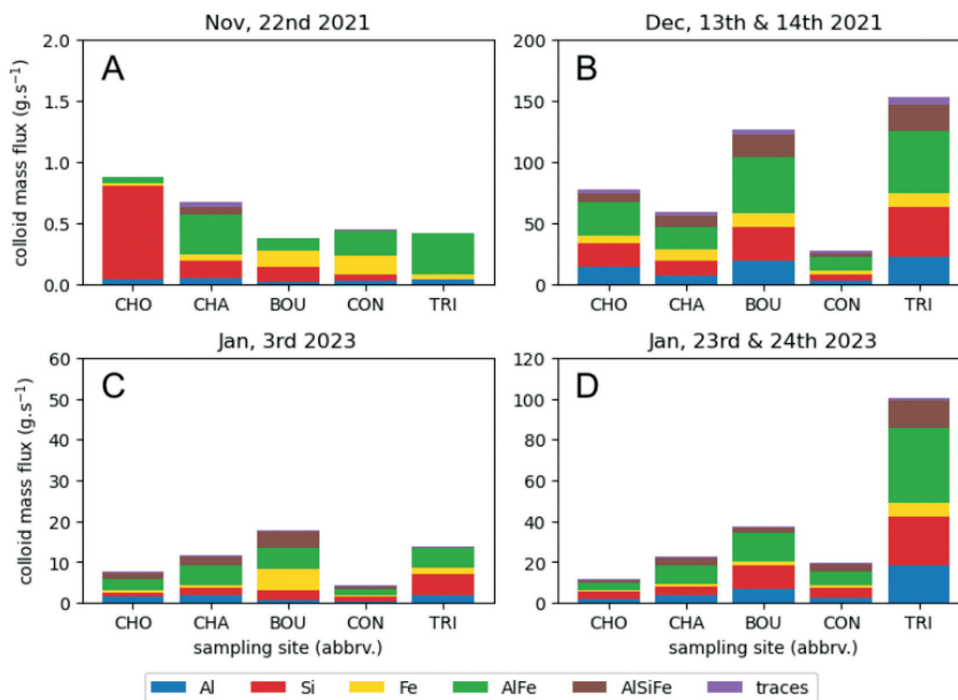 Nov, 22nd 2021
Dec, 13th & 14th 2021
colloid mass flux (g.s⁻¹)
2.0
1.5
1.0
0.5
0.0
A
CHO CHA BOU CON TRI
200
150
100
50
0
B
CHO CHA BOU CON TRI
Jan, 3rd 2023
Jan, 23rd & 24th 2023
colloid mass flux (g.s⁻¹)
60
50
40
30
20
10
0
C
CHO CHA BOU CON TRI
sampling site (abbrv.)
120
100
80
60
40
20
0
D
CHO CHA BOU CON TRI
sampling site (abbrv.)
Al Si Fe AlFe AlSiFe traces